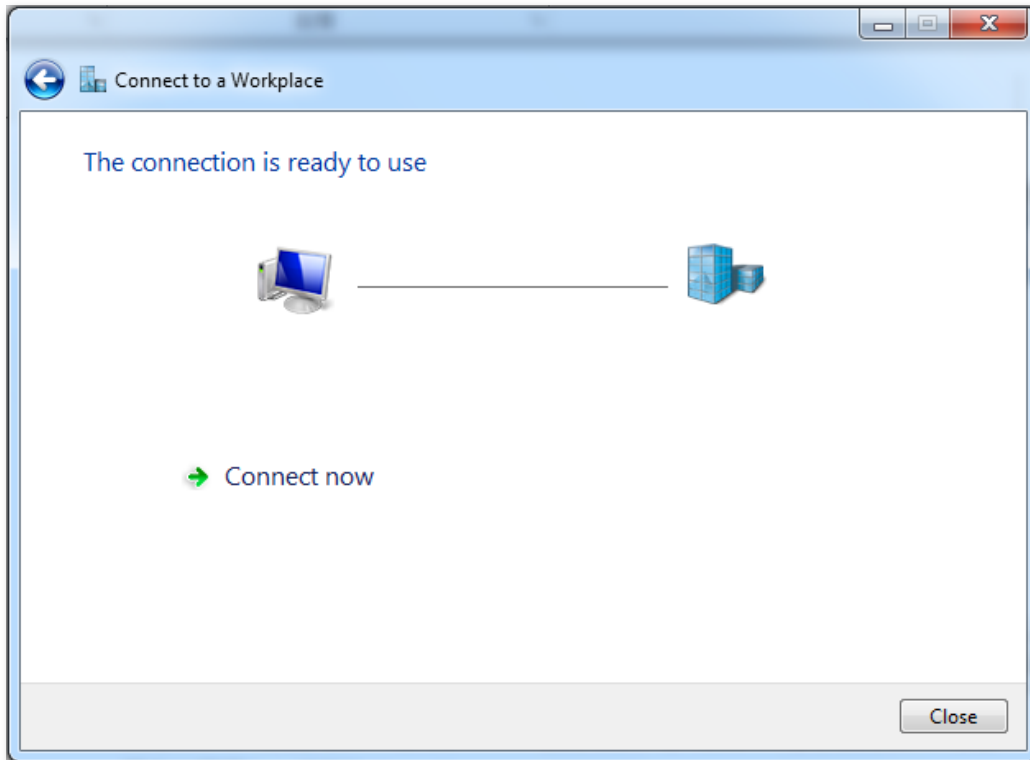 Connect to a Workplace
The connection is ready to use
Connect now
Close